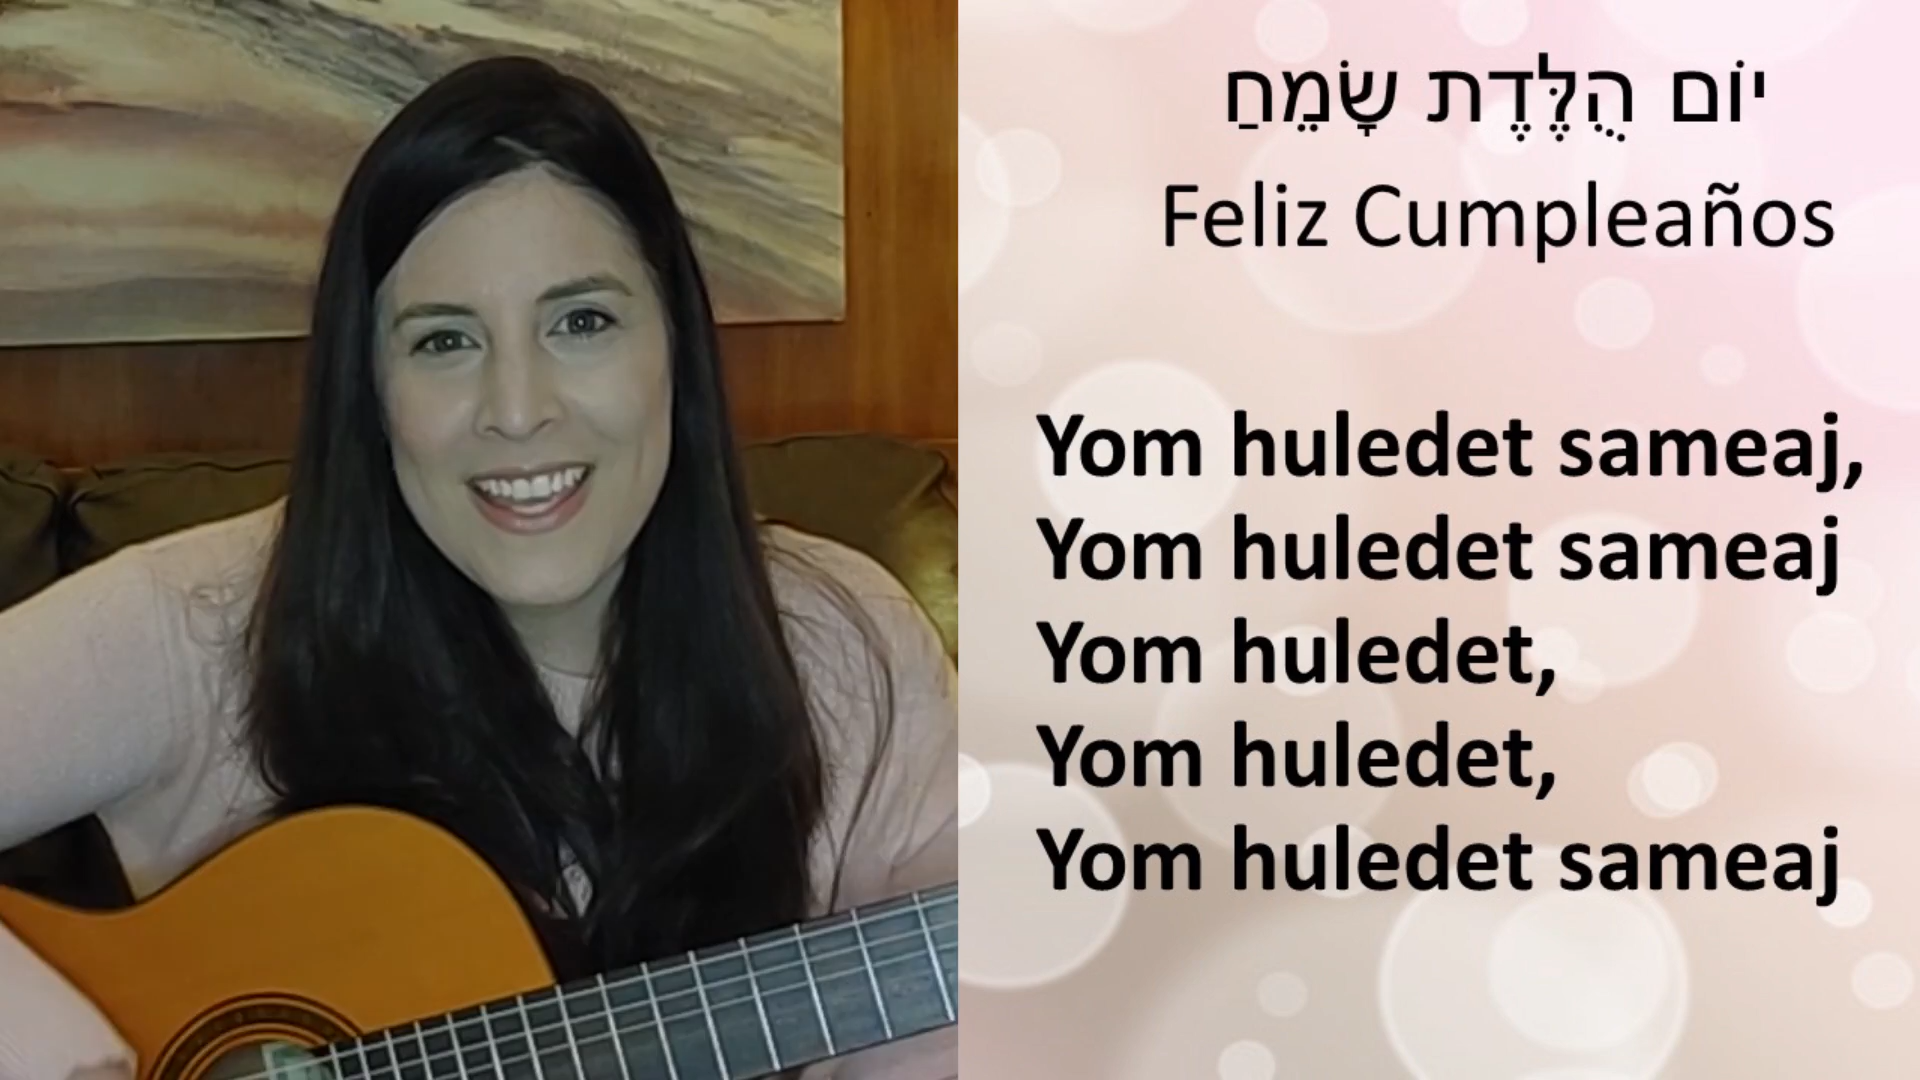 יוֹם הֻלֶּדֶת שָׂמֵחַ
Feliz Cumpleaños
Yom huledet sameaj,
Yom huledet sameaj
Yom huledet,
Yom huledet,
Yom huledet sameaj